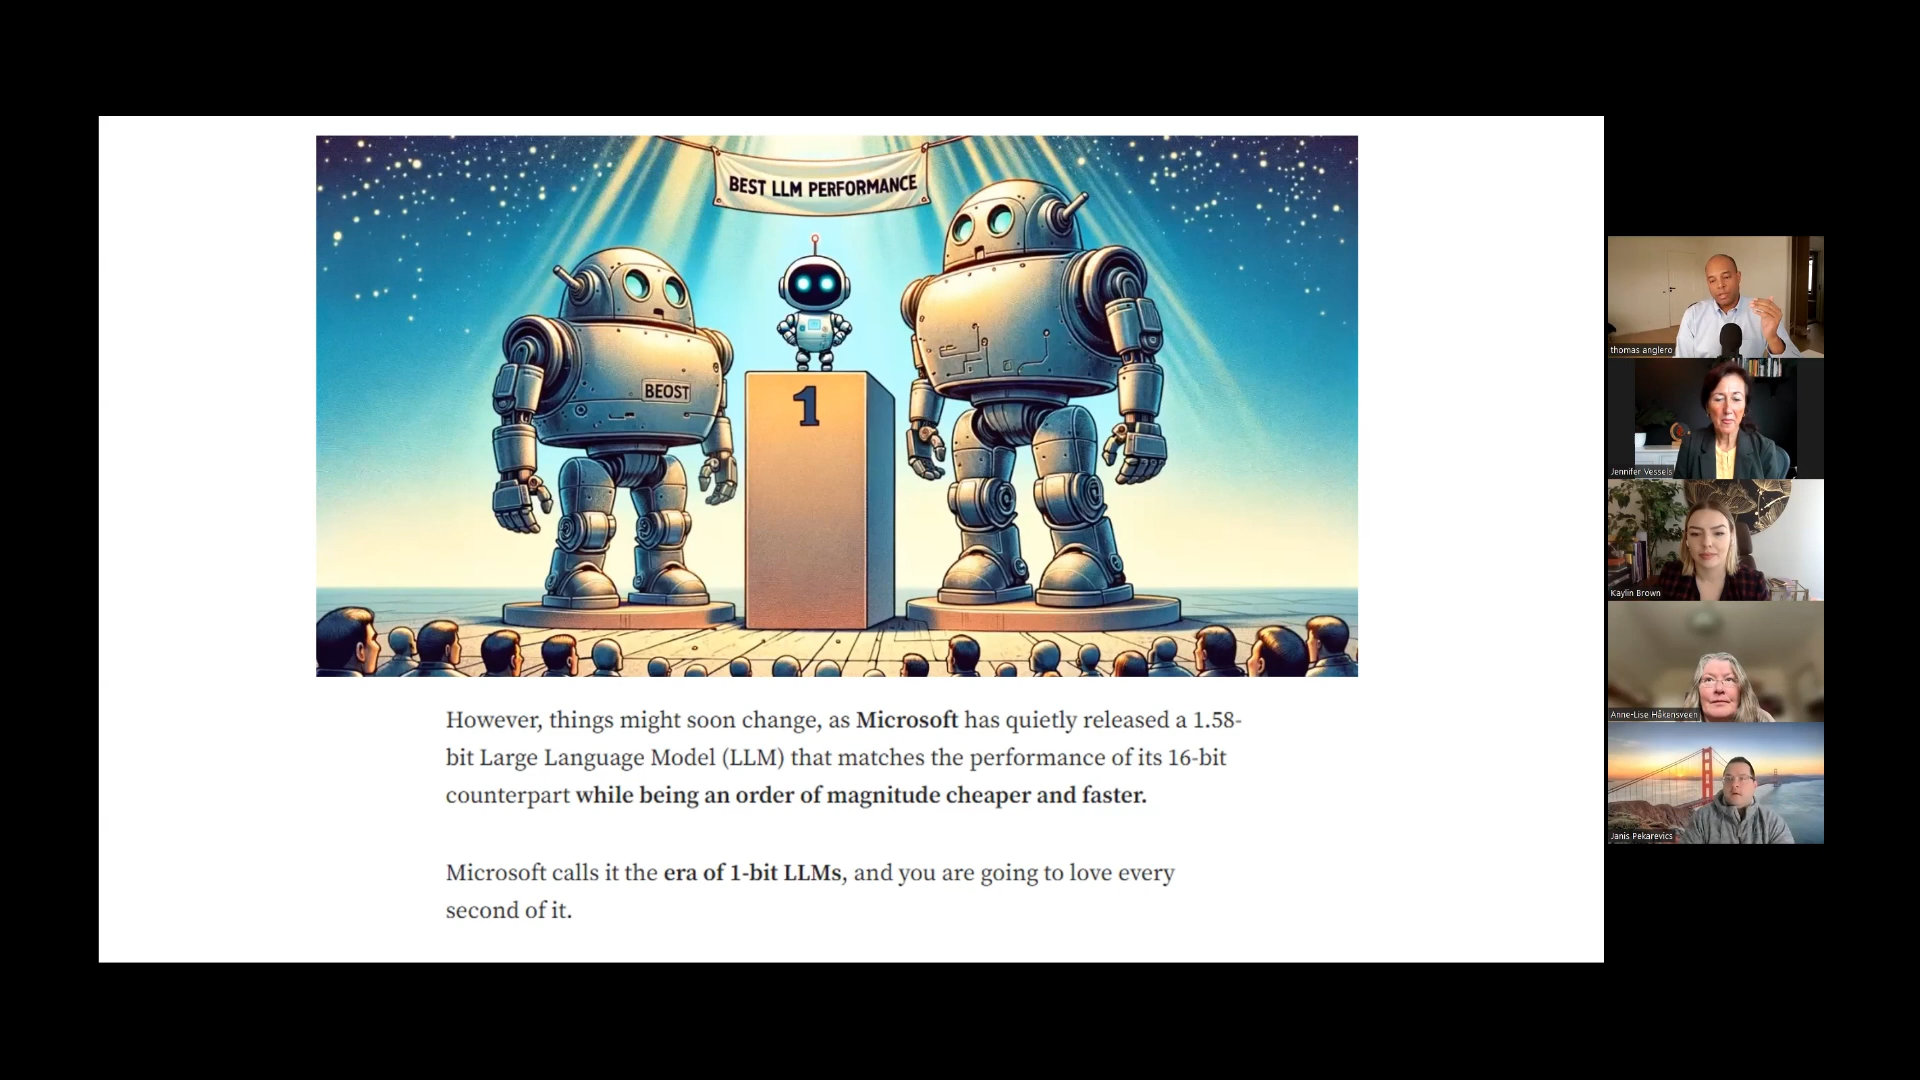 BEST LLM PERFORMANCE
BEOST
1
However, things might soon change, as Microsoft has quietly released a 1.58-
bit Large Language Model (LLM) that matches the performance of its 16-bit
counterpart while being an order of magnitude cheaper and faster.
Microsoft calls it the era of 1-bit LLMs, and you are going to love every
second of it.
thomas anglero
Jennifer Vessels
Kaylin Brown
Anne-Lise Håkensveen
Janis Pekarevics